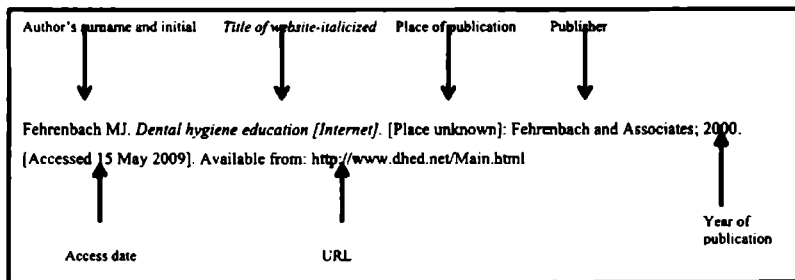 Author's surname and initial Title of website-italicized Place of publication Publisher
Fehrenbach MJ. Dental hygiene education [Internet]. [Place unknown]: Fehrenbach and Associates; 2000.
[Accessed 15 May 2009]. Available from: http://www.dhed.net/Main.html
Year of
publication
Access date URL